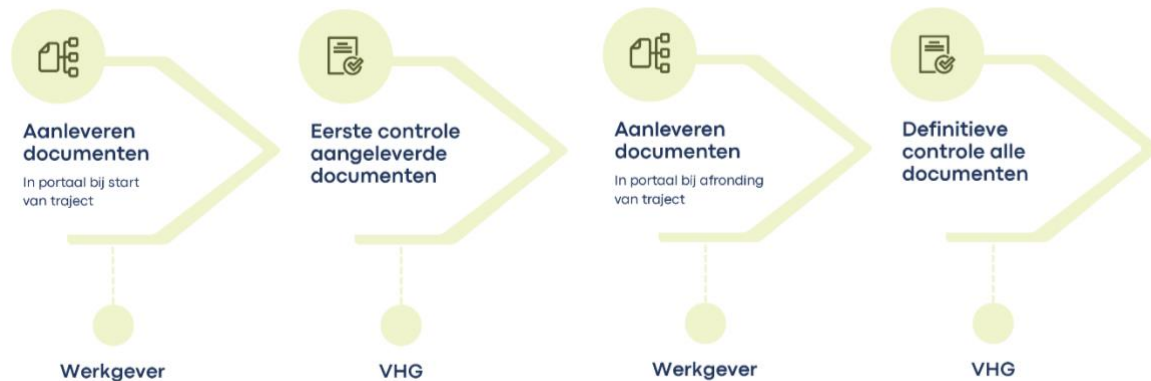 Aanleveren
documenten
In portaal bij start
van traject
Werkgever
Eerste controle
aangeleverde
documenten
VHG
Aanleveren
documenten
In portaal bij afronding
van traject
Werkgever
Definitieve
controle alle
documenten
VHG